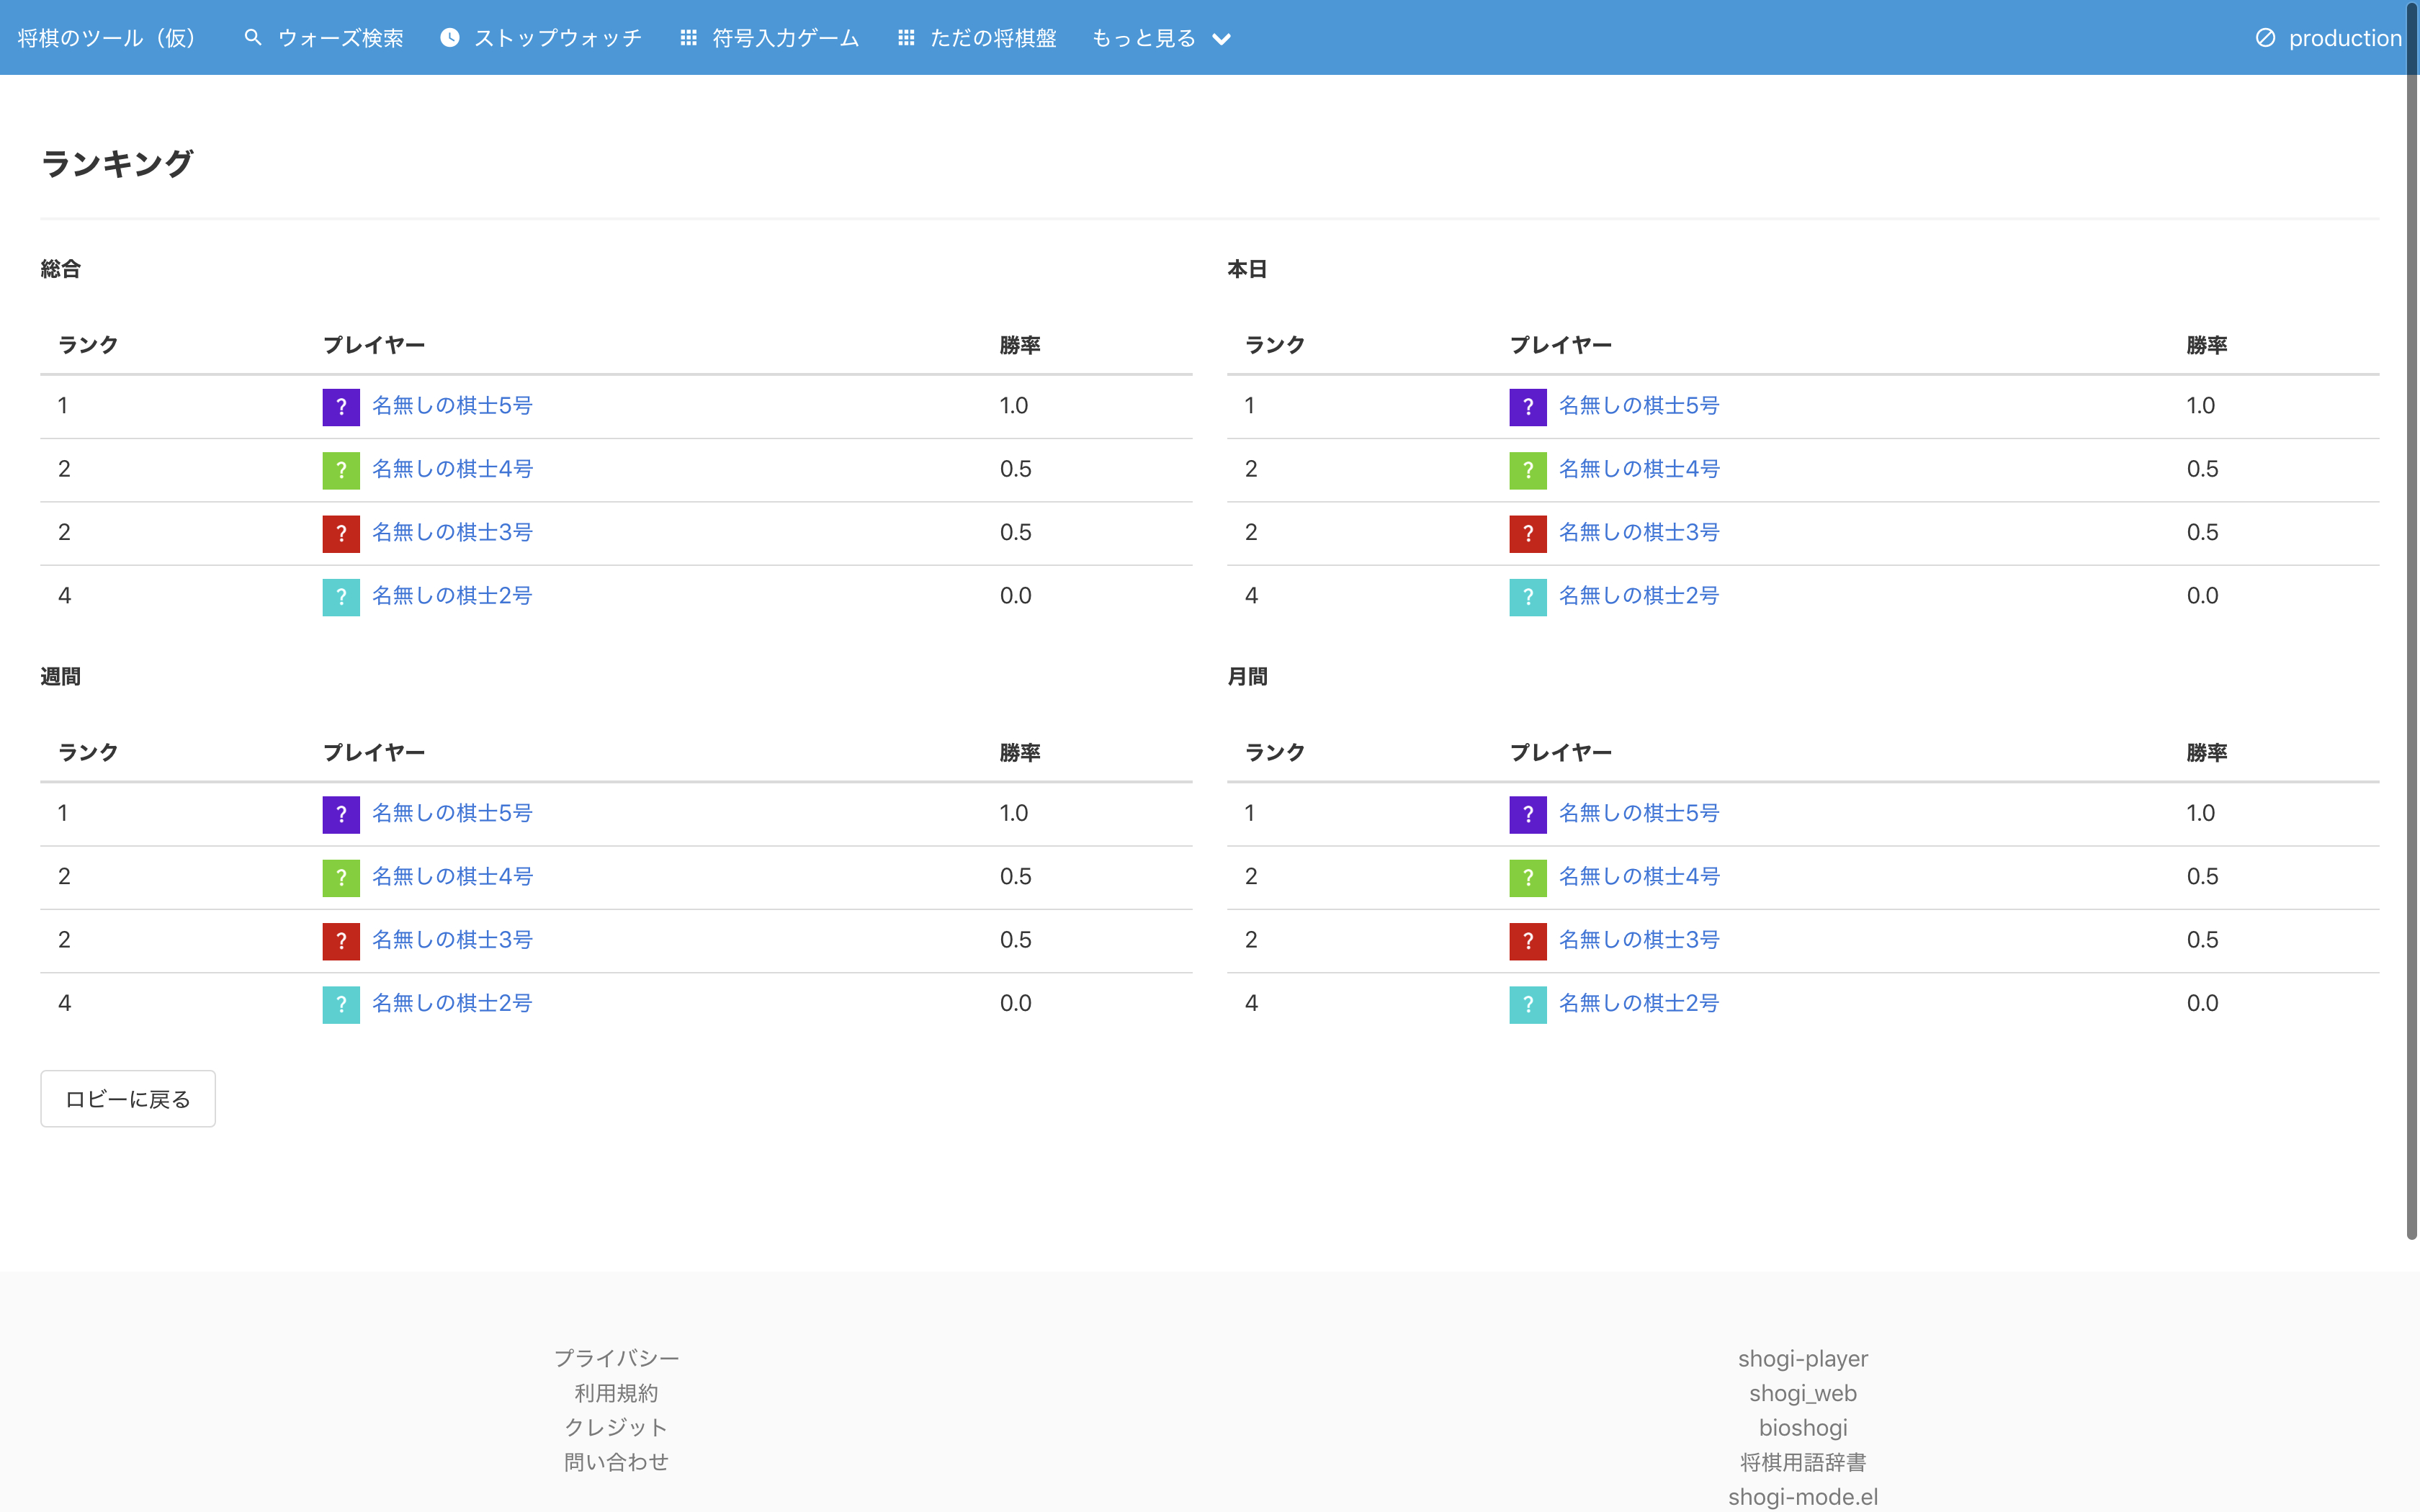 将棋のツール（仮） ウォーズ検索 ストップウォッチ 符号入力ゲーム ただの将棋盤 もっと見る production
ランキング
総合
ランク プレイヤー 勝率
1 ? 名無しの棋士5号 1.0
2 ? 名無しの棋士4号 0.5
2 ? 名無しの棋士3号 0.5
4 ? 名無しの棋士2号 0.0
本日
ランク プレイヤー 勝率
1 ? 名無しの棋士5号 1.0
2 ? 名無しの棋士4号 0.5
2 ? 名無しの棋士3号 0.5
4 ? 名無しの棋士2号 0.0
週間
ランク プレイヤー 勝率
1 ? 名無しの棋士5号 1.0
2 ? 名無しの棋士4号 0.5
2 ? 名無しの棋士3号 0.5
4 ? 名無しの棋士2号 0.0
月間
ランク プレイヤー 勝率
1 ? 名無しの棋士5号 1.0
2 ? 名無しの棋士4号 0.5
2 ? 名無しの棋士3号 0.5
4 ? 名無しの棋士2号 0.0
ロビーに戻る
プライバシー
利用規約
クレジット
問い合わせ
shogi-player
shogi_web
bioshogi
将棋用語辞書
shogi-mode.el